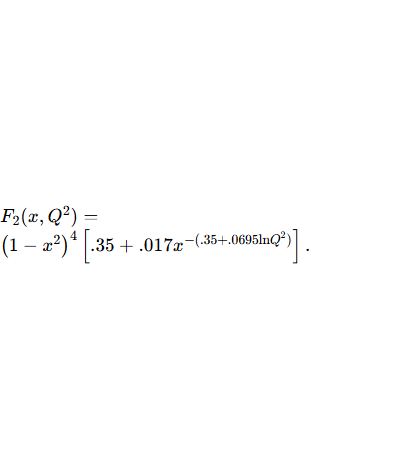 F₂(x, Q²) =
(1 − x²)⁴ [.35 + .017x^{−(.35+.0695lnQ²)}] .